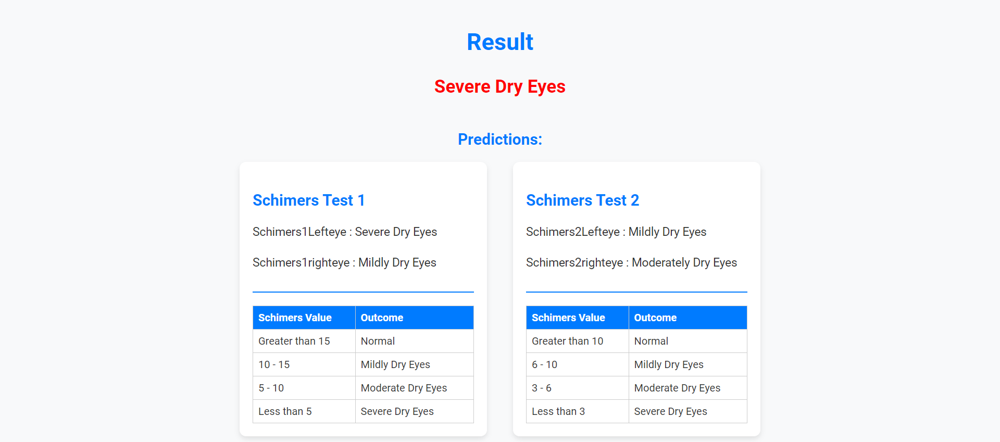 Result
Severe Dry Eyes
Predictions:
Schimers Test 1
Schimers1Lefteye : Severe Dry Eyes
Schimers1righteye : Mildly Dry Eyes
Schimers Value Outcome
Greater than 15 Normal
10 - 15 Mildly Dry Eyes
5 - 10 Moderate Dry Eyes
Less than 5 Severe Dry Eyes
Schimers Test 2
Schimers2Lefteye : Mildly Dry Eyes
Schimers2righteye : Moderately Dry Eyes
Schimers Value Outcome
Greater than 10 Normal
6 - 10 Mildly Dry Eyes
3 - 6 Moderate Dry Eyes
Less than 3 Severe Dry Eyes